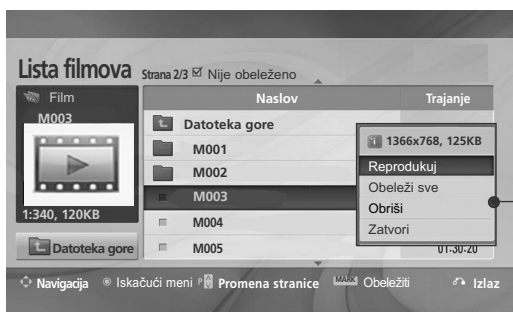 Lista filmova Strana 2/3 Nije obeleženo
Film
M003
1:340, 120KB
Datoteka gore
Naslov Trajanje
Datoteka gore
M001
M002
M003
M004
M005
01:30:20
1366x768, 125KB
Reprodukuj
Obeleži sve
Obriši
Zatvori
Navigacija Iskačući meni P Promena stranice MARK Obeležiti Izlaz